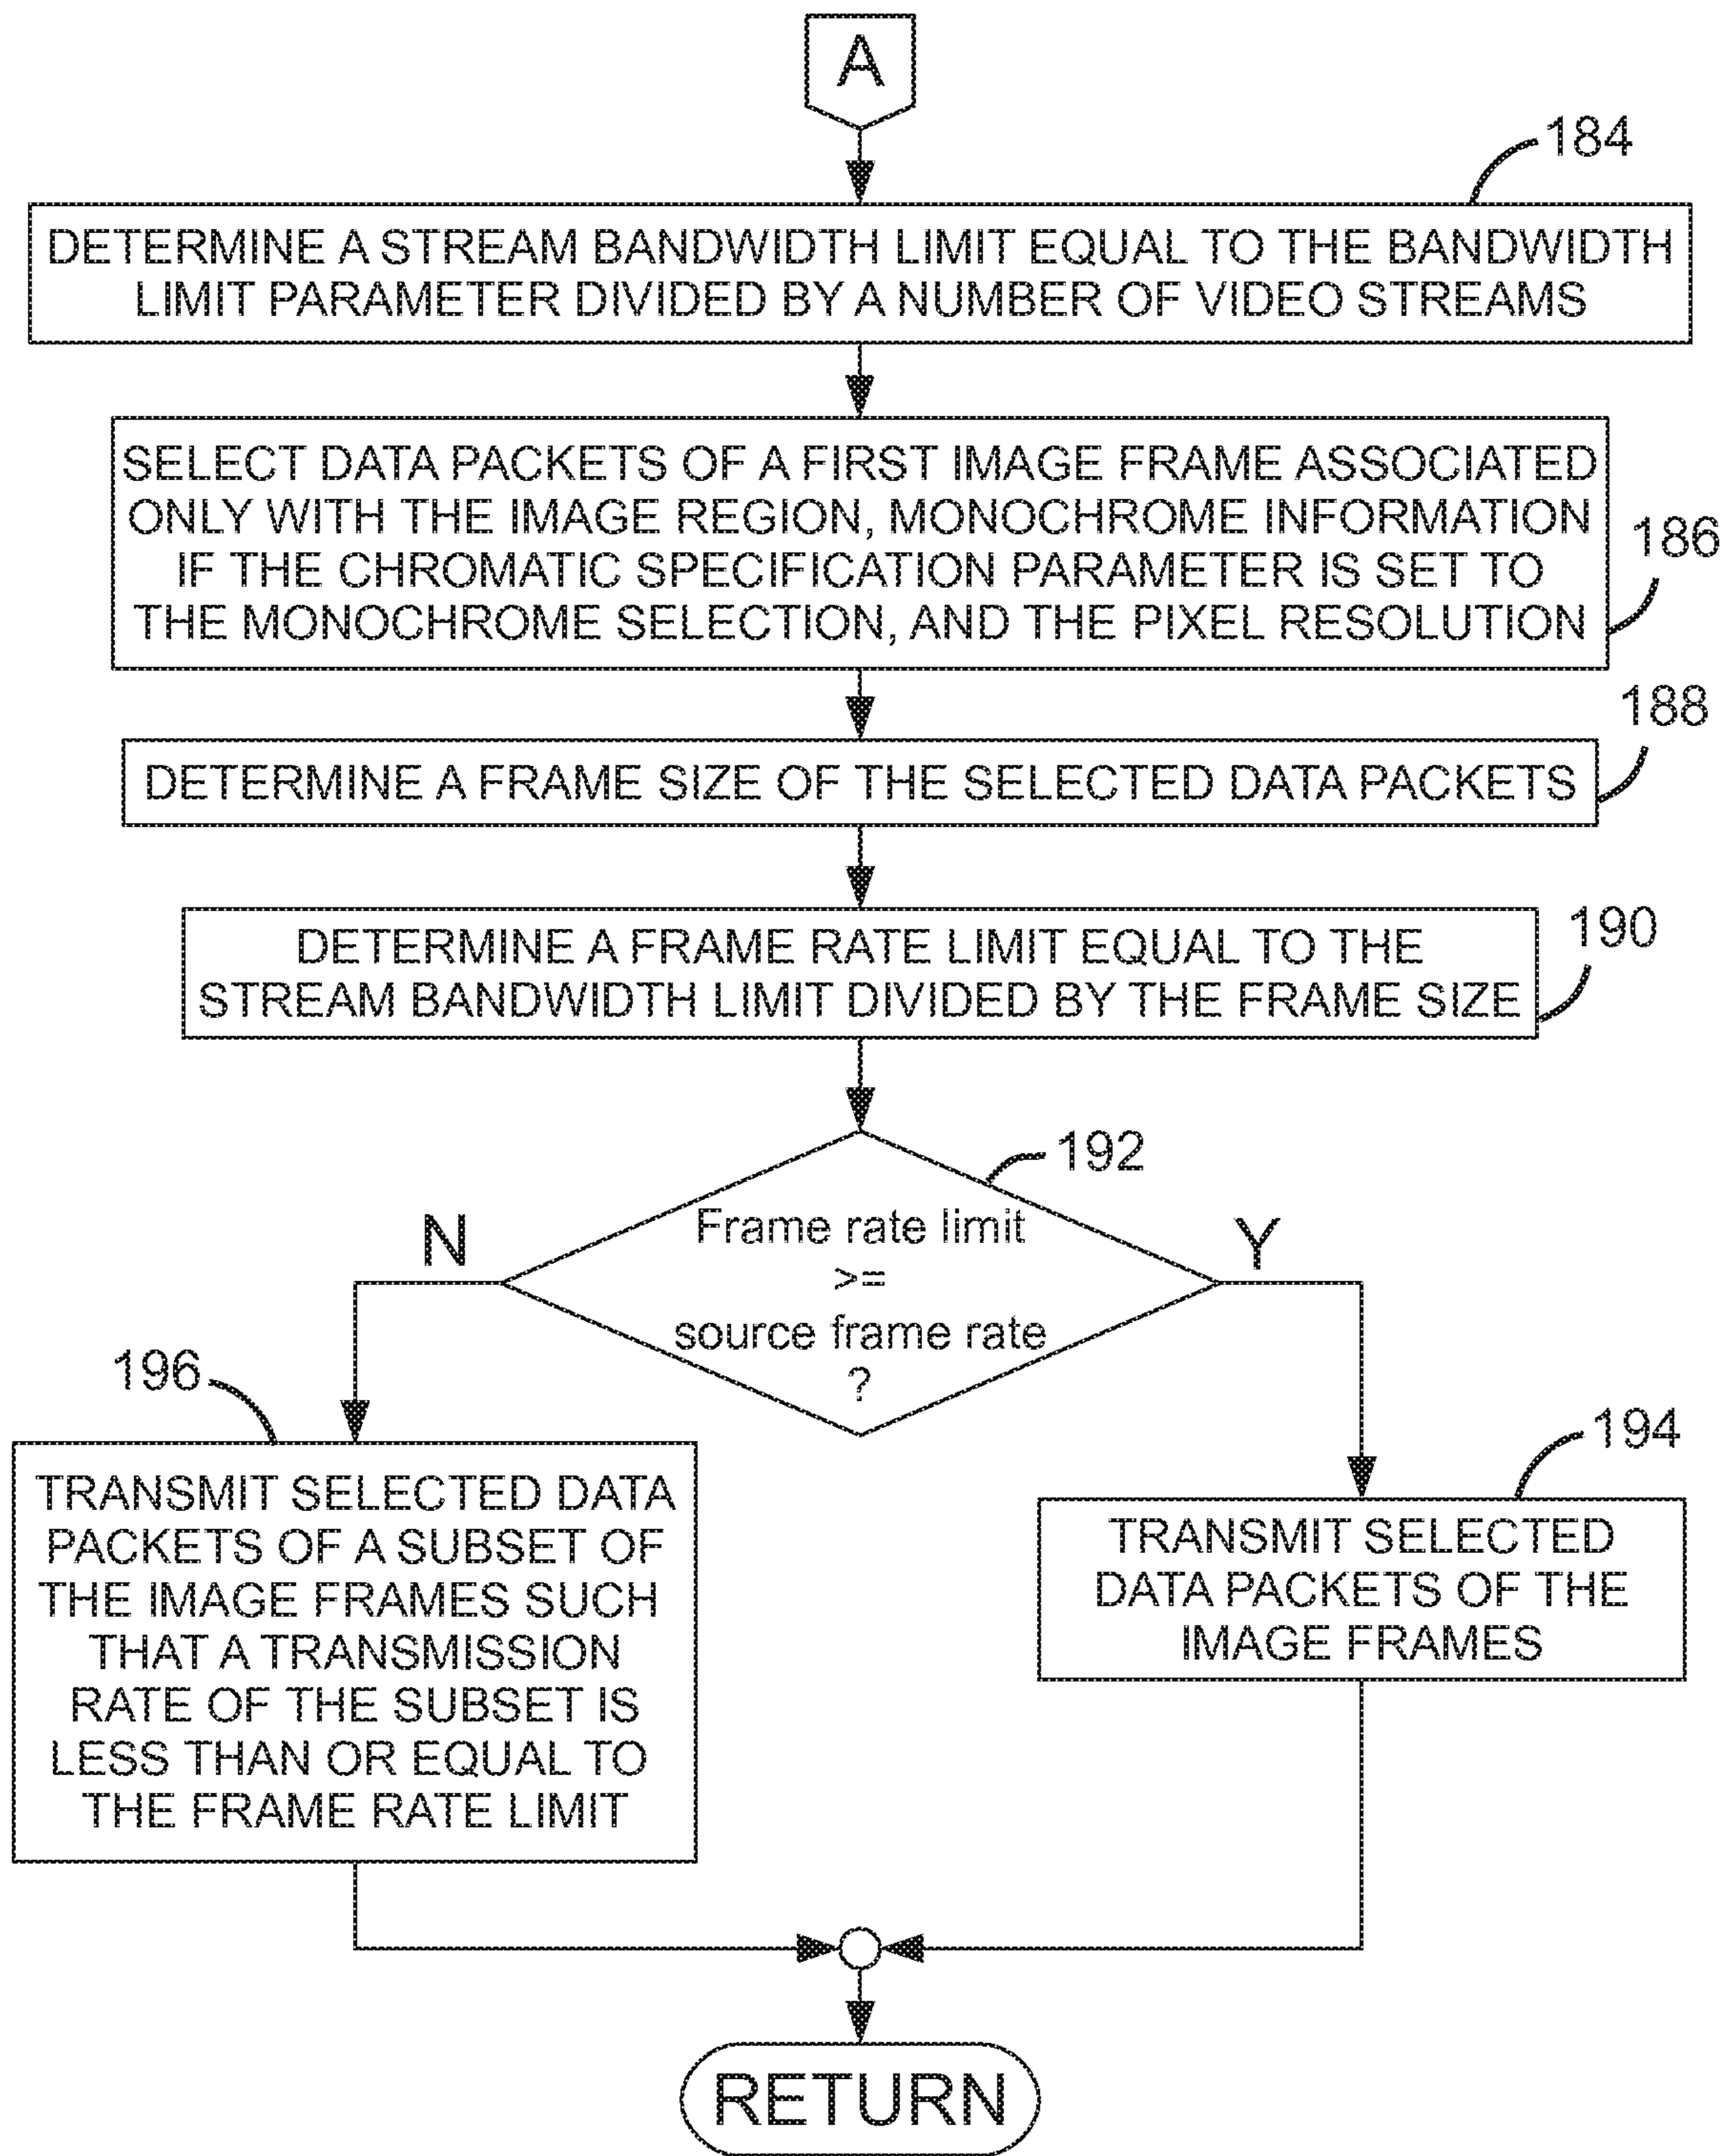 A
184
DETERMINE A STREAM BANDWIDTH LIMIT EQUAL TO THE BANDWIDTH
LIMIT PARAMETER DIVIDED BY A NUMBER OF VIDEO STREAMS
SELECT DATA PACKETS OF A FIRST IMAGE FRAME ASSOCIATED
ONLY WITH THE IMAGE REGION, MONOCHROME INFORMATION
IF THE CHROMATIC SPECIFICATION PARAMETER IS SET TO
THE MONOCHROME SELECTION, AND THE PIXEL RESOLUTION
186
188
DETERMINE A FRAME SIZE OF THE SELECTED DATA PACKETS
190
DETERMINE A FRAME RATE LIMIT EQUAL TO THE
STREAM BANDWIDTH LIMIT DIVIDED BY THE FRAME SIZE
192
N
Y
Frame rate limit
>=
source frame rate
?
196
TRANSMIT SELECTED DATA
PACKETS OF A SUBSET OF
THE IMAGE FRAMES SUCH
THAT A TRANSMISSION
RATE OF THE SUBSET IS
LESS THAN OR EQUAL TO
THE FRAME RATE LIMIT
194
TRANSMIT SELECTED
DATA PACKETS OF THE
IMAGE FRAMES
RETURN